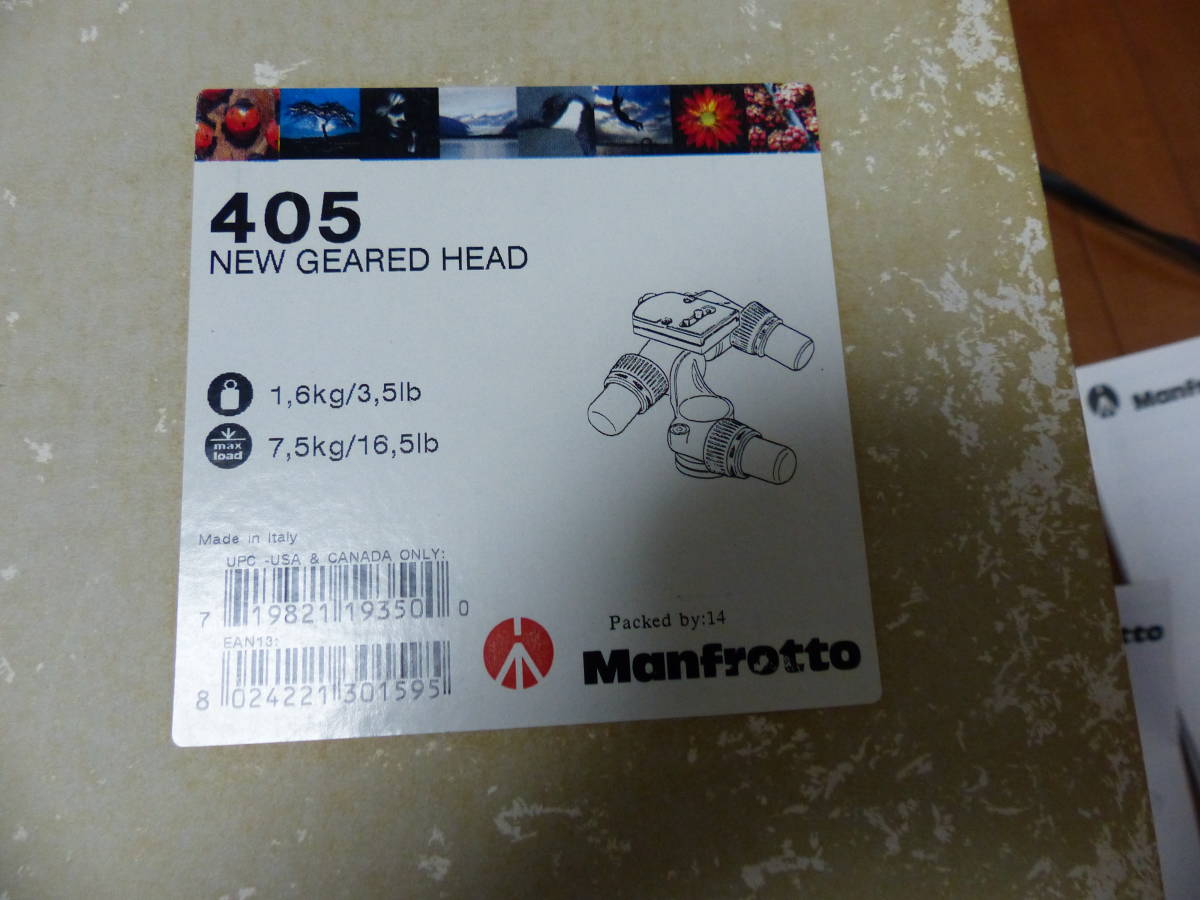 405
NEW GEARED HEAD
1,6kg/3,5lb
max
load
7,5kg/16,5lb
Made in Italy
UPC -USA & CANADA ONLY:
7 19821 19350 0
EAN13:
8 024221 301595
Packed by:14
Manfrotto